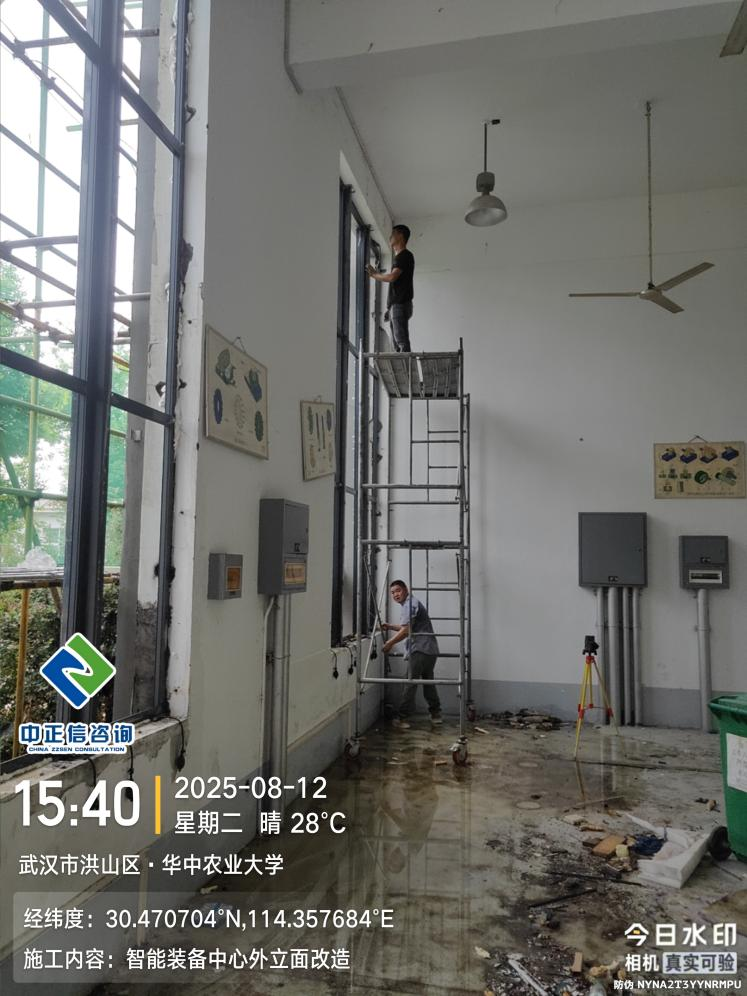 中正信咨询
CHINA ZZSEN CONSULTATION
15:40
2025-08-12
星期二 晴 28°C
武汉市洪山区·华中农业大学
经纬度：30.470704°N,114.357684°E
施工内容：智能装备中心外立面改造
今日水印
相机 真实可验
防伪 NYNA2T3YYNRMPU